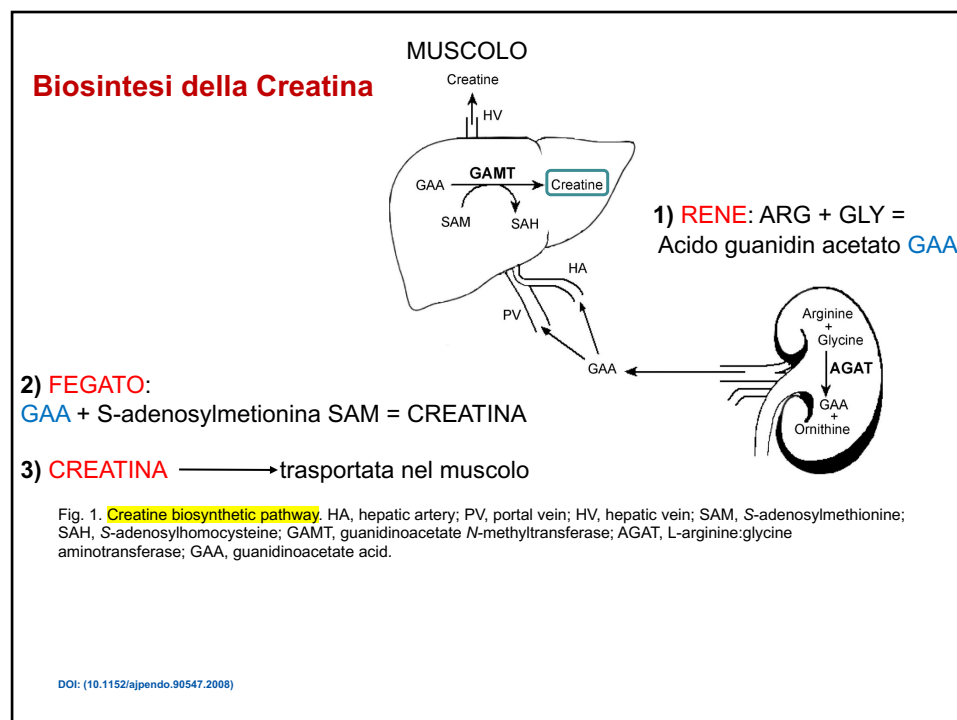 MUSCOLO
Biosintesi della Creatina
Creatine
HV
GAMT
GAA
Creatine
SAM
SAH
HA
PV
1) RENE: ARG + GLY =
Acido guanidin acetato GAA
Arginine
+
Glycine
AGAT
GAA
+
Ornithine
GAA
2) FEGATO:
GAA + S-adenosylmetionina SAM = CREATINA
3) CREATINA trasportata nel muscolo
Fig. 1. Creatine biosynthetic pathway. HA, hepatic artery; PV, portal vein; HV, hepatic vein; SAM, S-adenosylmethionine;
SAH, S-adenosylhomocysteine; GAMT, guanidinoacetate N-methyltransferase; AGAT, L-arginine:glycine
aminotransferase; GAA, guanidinoacetate acid.
DOI: (10.1152/ajpendo.90547.2008)